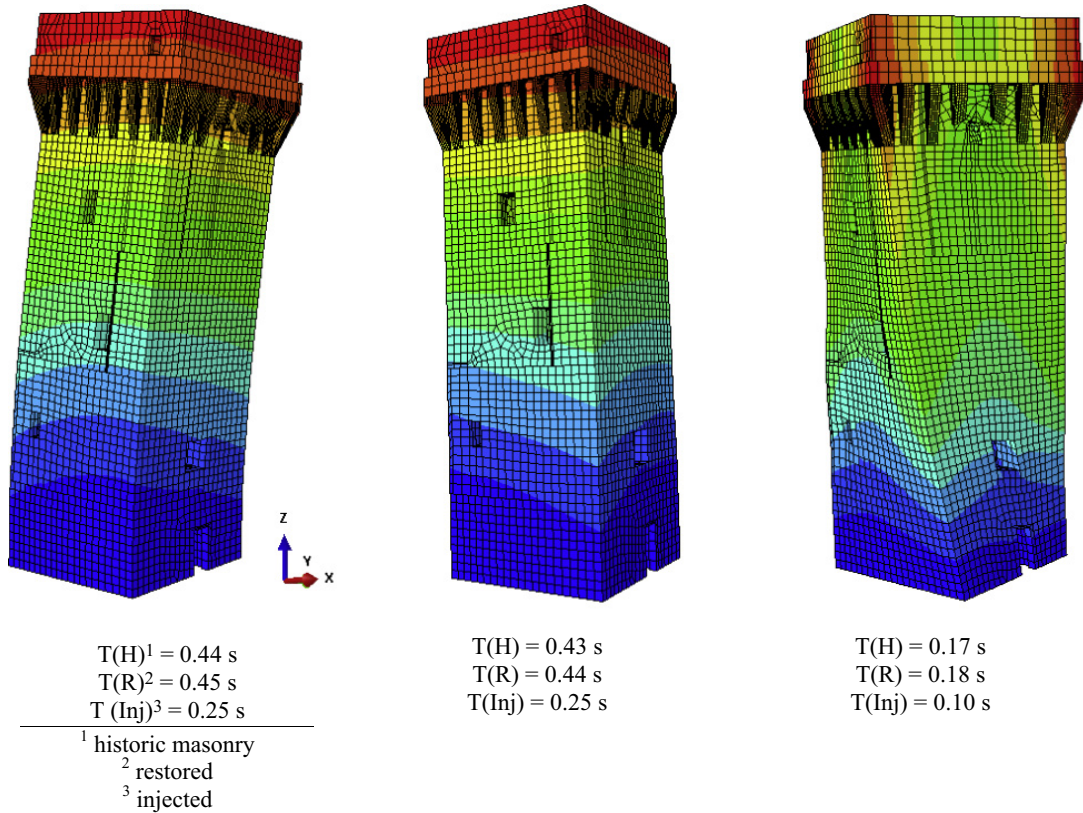 Z
Y
X
T(H)¹ = 0.44 s
T(R)² = 0.45 s
T (Inj)³ = 0.25 s
¹ historic masonry
² restored
³ injected
T(H) = 0.43 s
T(R) = 0.44 s
T(Inj) = 0.25 s
T(H) = 0.17 s
T(R) = 0.18 s
T(Inj) = 0.10 s